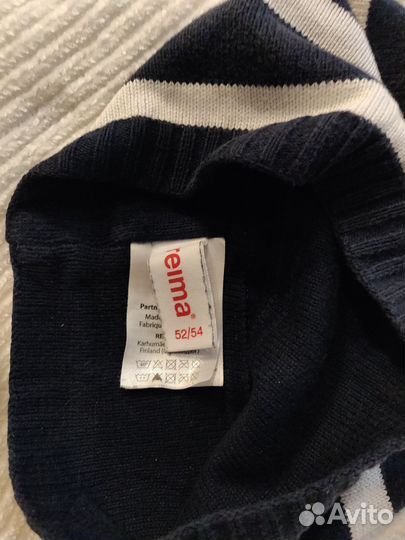 reima®
52/54
Partn
Made
Fabriqu
RE
Karhumäe
Finland
Avito